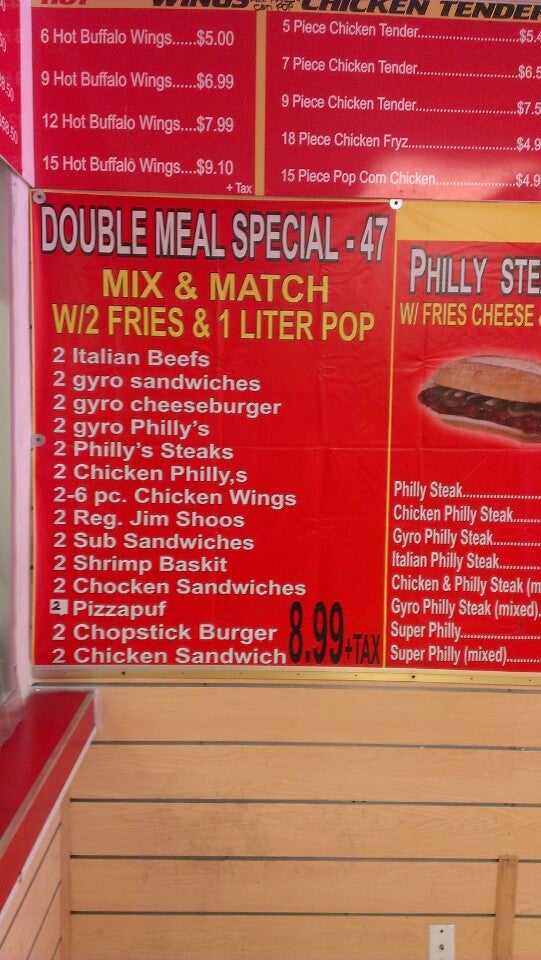 HOT
WINGS
can pop
CHICKEN TENDER
6 Hot Buffalo Wings......$5.00
9 Hot Buffalo Wings......$6.99
12 Hot Buffalo Wings....$7.99
15 Hot Buffalo Wings....$9.10
+ Tax
5 Piece Chicken Tender
7 Piece Chicken Tender
9 Piece Chicken Tender
18 Piece Chicken Fryz
15 Piece Pop Corn Chicken
DOUBLE MEAL SPECIAL - 47
MIX & MATCH
W/2 FRIES & 1 LITER POP
2 Italian Beefs
2 gyro sandwiches
2 gyro cheeseburger
2 gyro Philly's
2 Philly's Steaks
2 Chicken Philly,s
2-6 pc. Chicken Wings
2 Reg. Jim Shoos
2 Sub Sandwiches
2 Shrimp Baskit
2 Chocken Sandwiches
2 Pizzapuf
2 Chopstick Burger
2 Chicken Sandwich
8.99+TAX
PHILLY STE
W/ FRIES CHEESE &
Philly Steak
Chicken Philly Steak
Gyro Philly Steak
Italian Philly Steak
Chicken & Philly Steak (m
Gyro Philly Steak (mixed)
Super Philly
Super Philly (mixed)